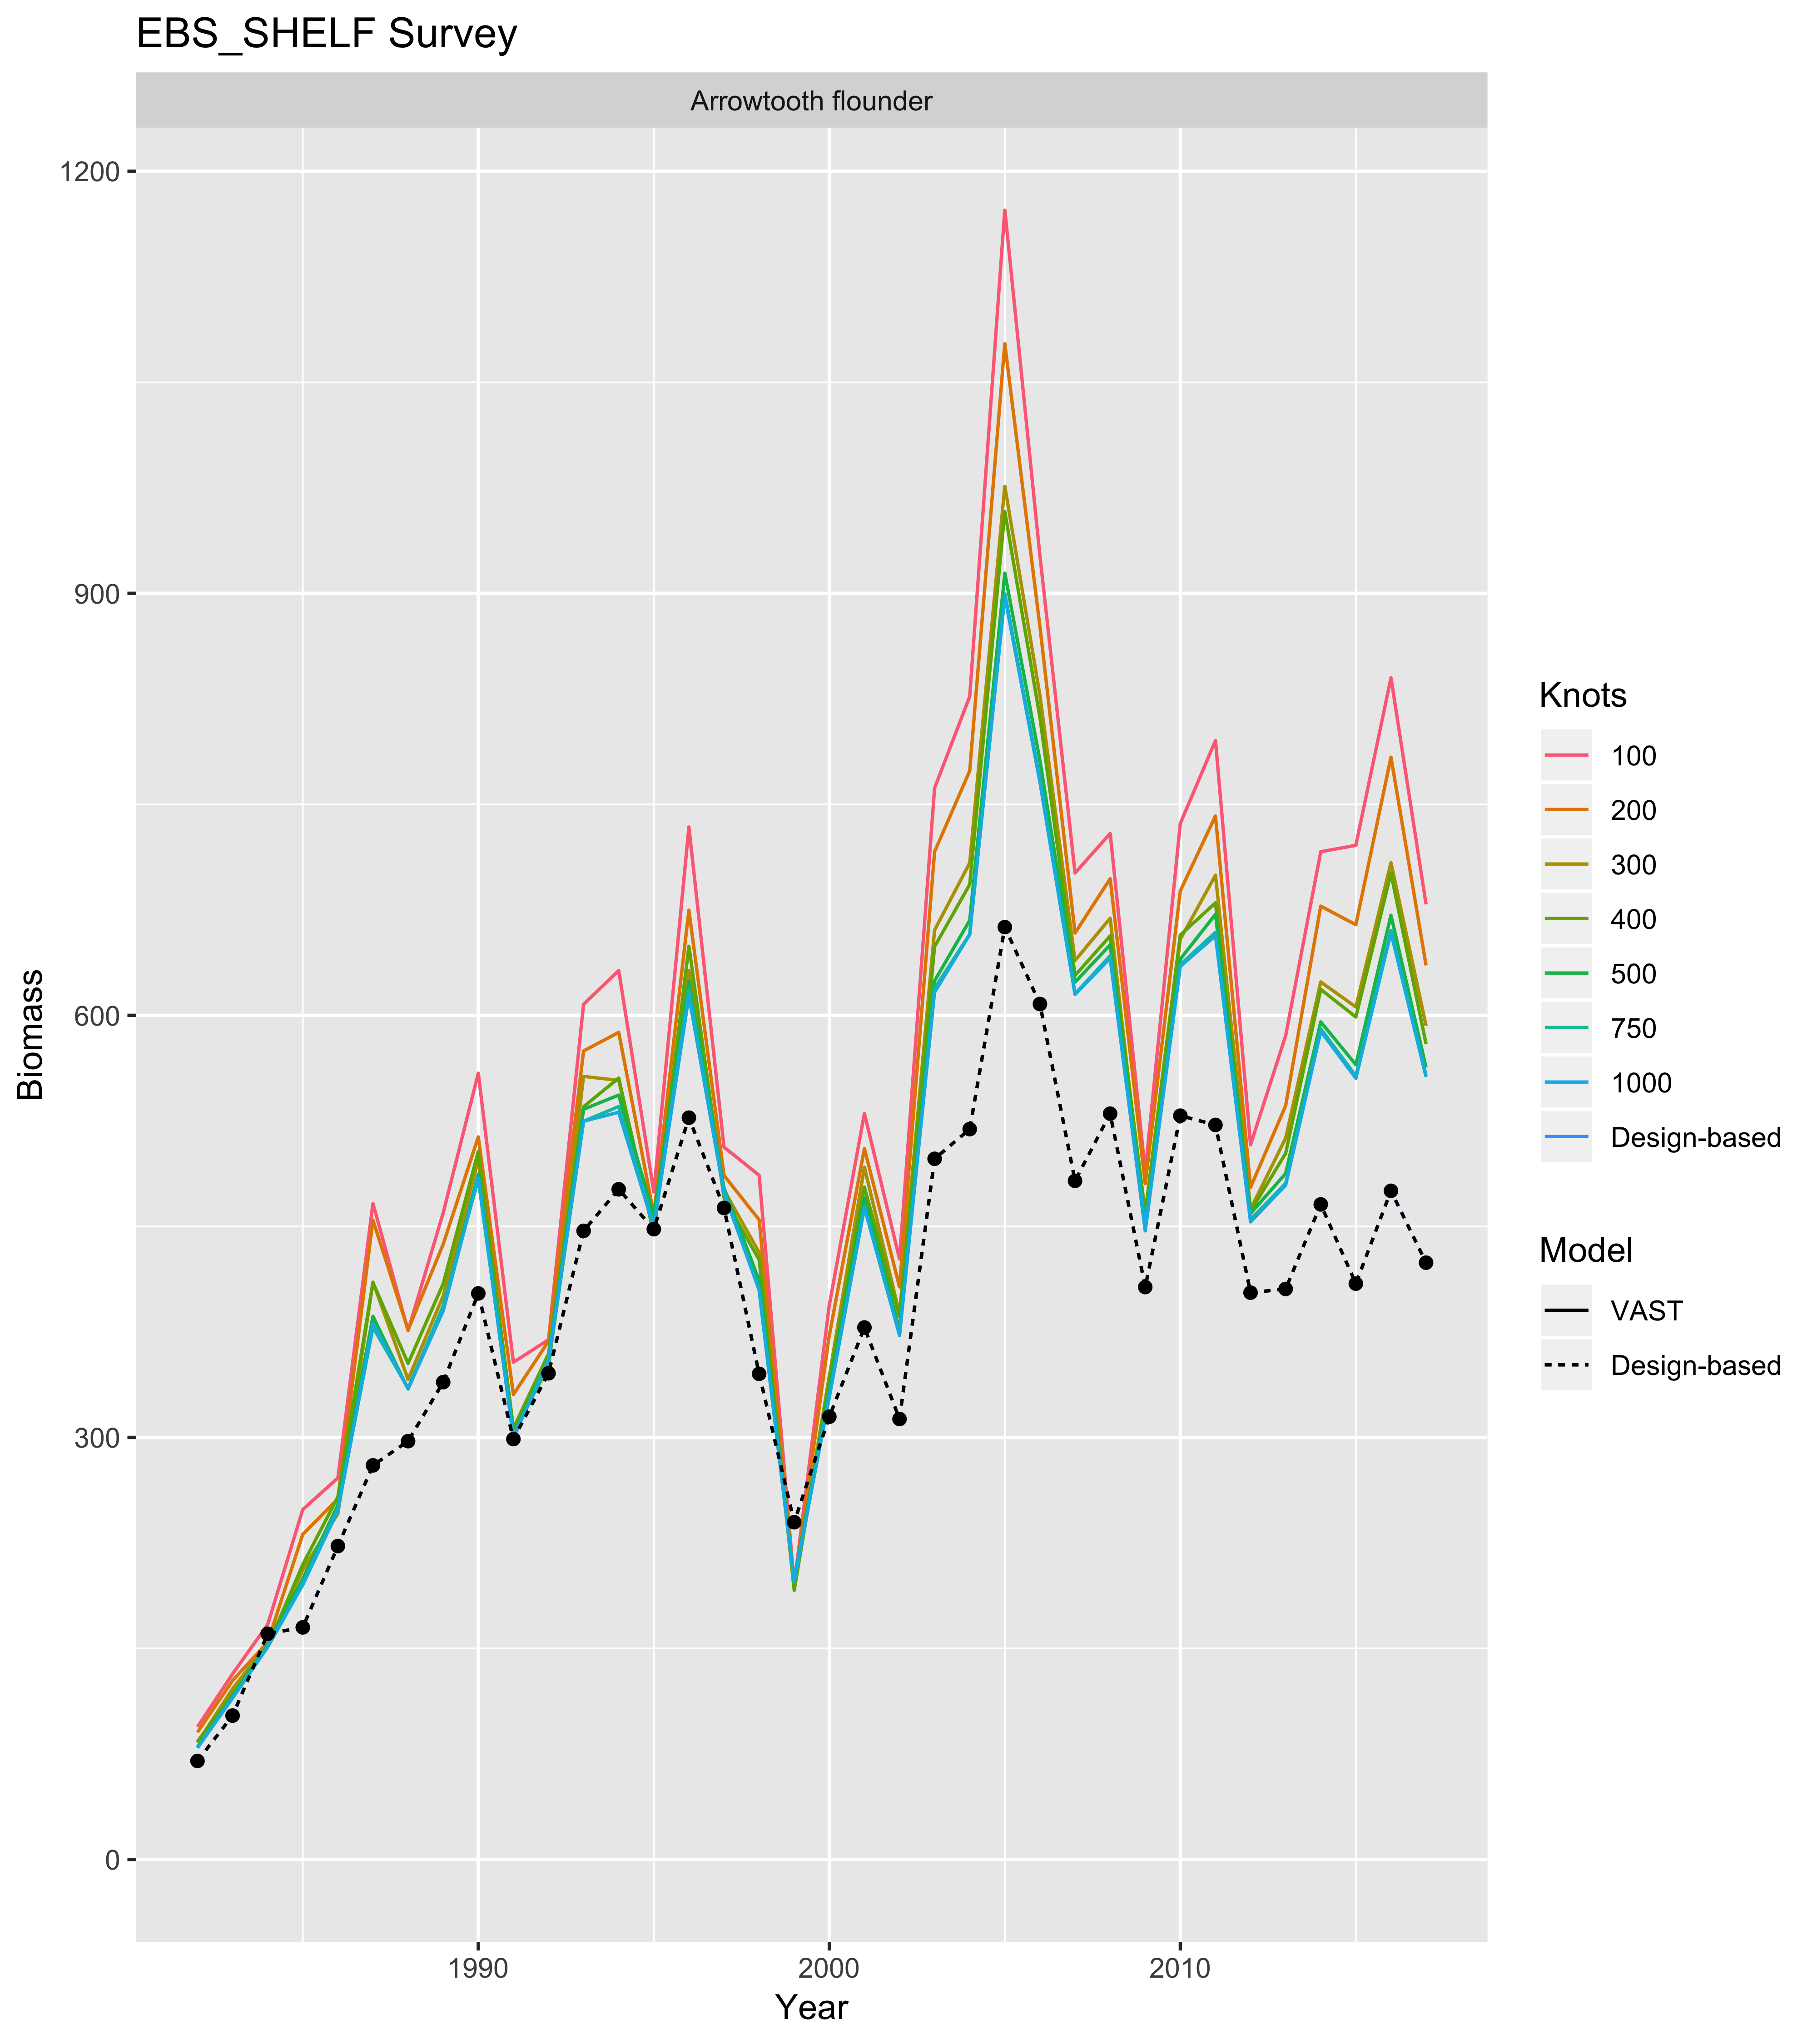 EBS_SHELF Survey
Arrowtooth flounder
1200
900
600
300
0
Biomass
1990
2000
2010
Year
Knots
100
200
300
400
500
750
1000
Design-based
Model
VAST
Design-based